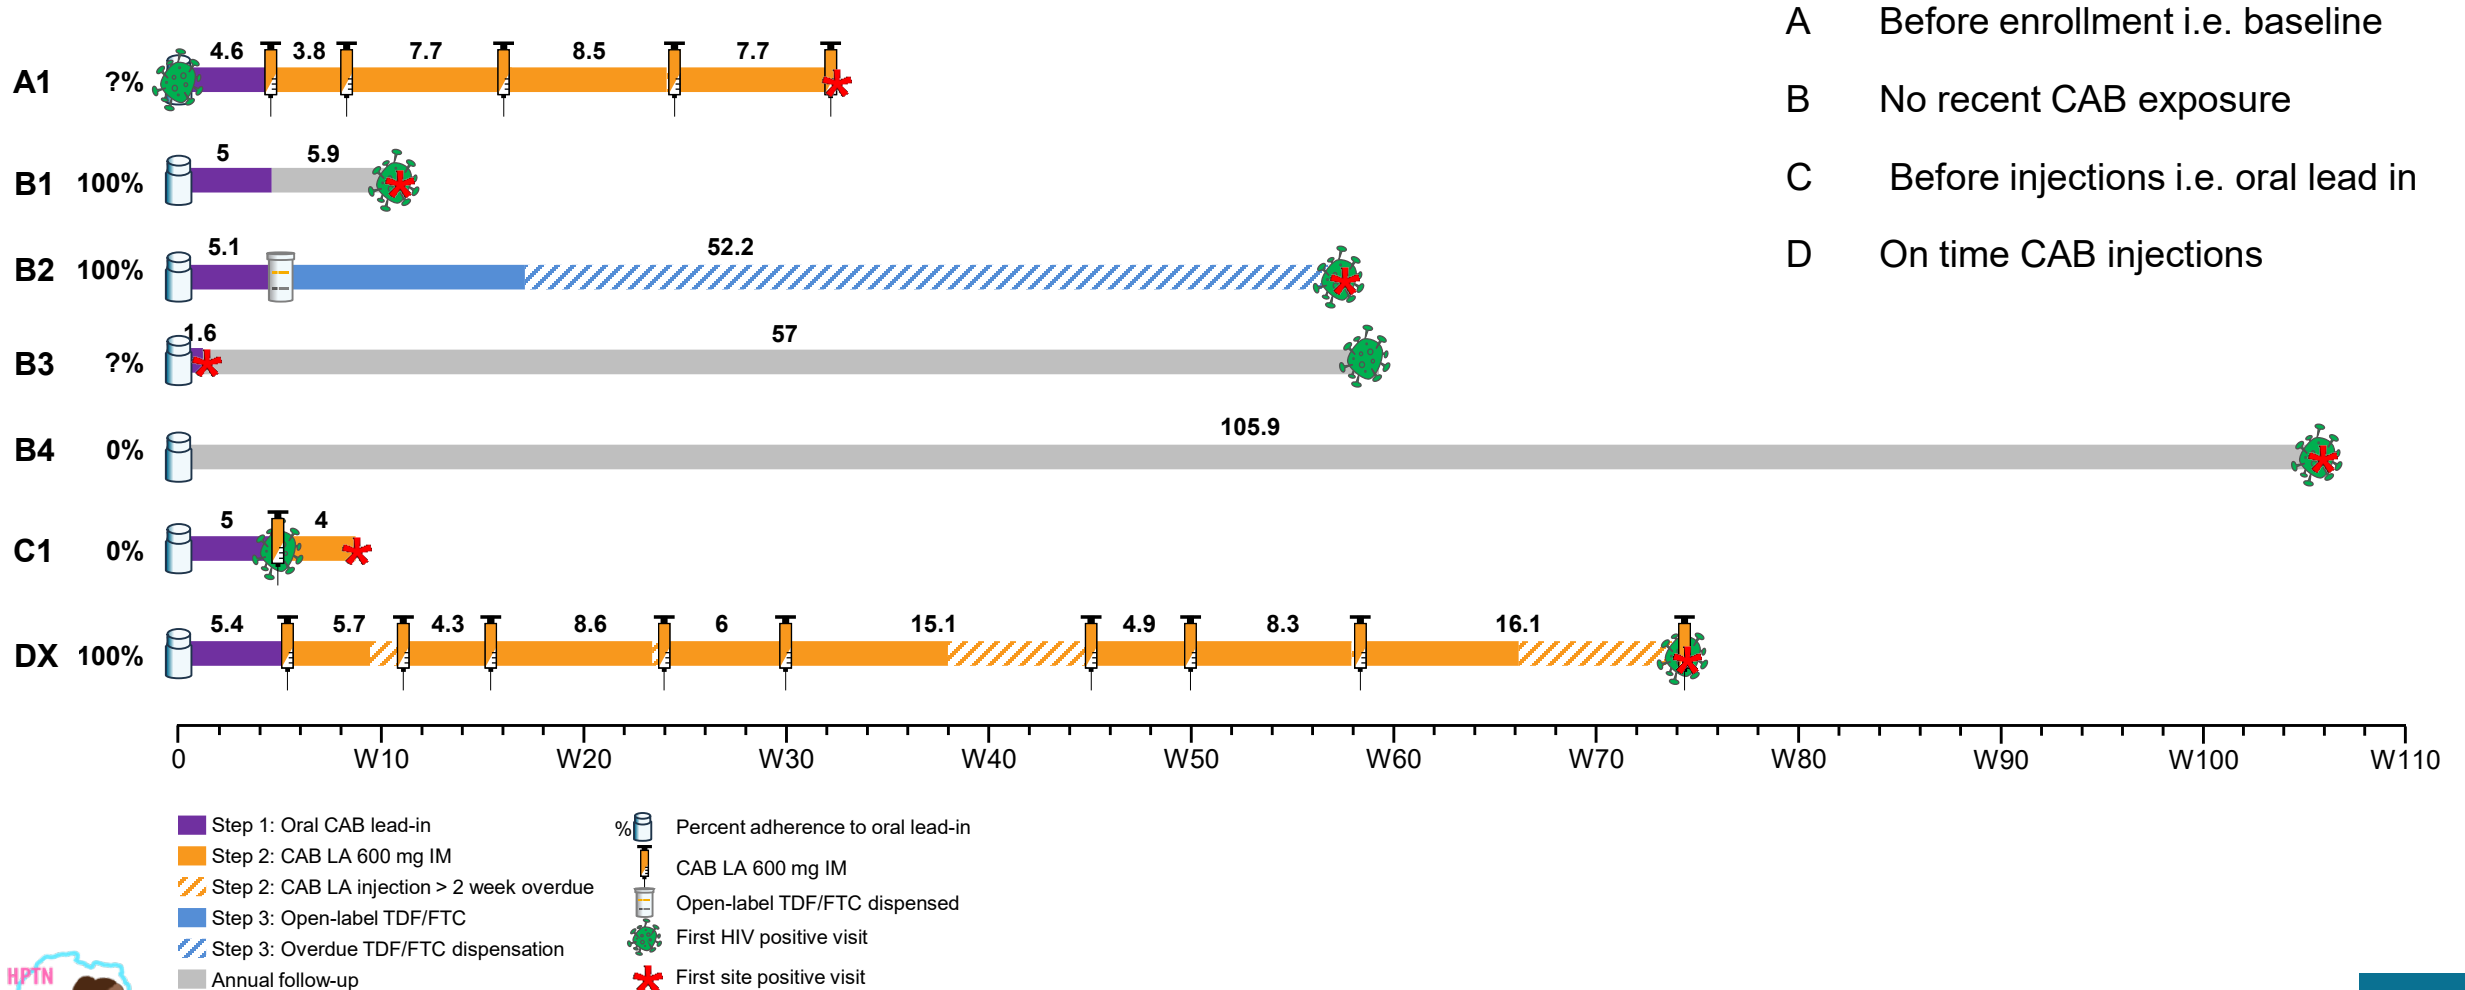 A Before enrollment i.e. baseline
B No recent CAB exposure
C Before injections i.e. oral lead in
D On time CAB injections
4.6 3.8 7.7 8.5 7.7
A1 ?%
5 5.9
B1 100%
5.1 52.2
B2 100%
1.6 57
B3 ?%
105.9
B4 0%
5 4
C1 0%
5.4 5.7 4.3 8.6 6 15.1 4.9 8.3 16.1
DX 100%
0 W10 W20 W30 W40 W50 W60 W70 W80 W90 W100 W110
Step 1: Oral CAB lead-in
Step 2: CAB LA 600 mg IM
Step 2: CAB LA injection > 2 week overdue
Step 3: Open-label TDF/FTC
Step 3: Overdue TDF/FTC dispensation
Annual follow-up
% Percent adherence to oral lead-in
CAB LA 600 mg IM
Open-label TDF/FTC dispensed
First HIV positive visit
First site positive visit
HPTN